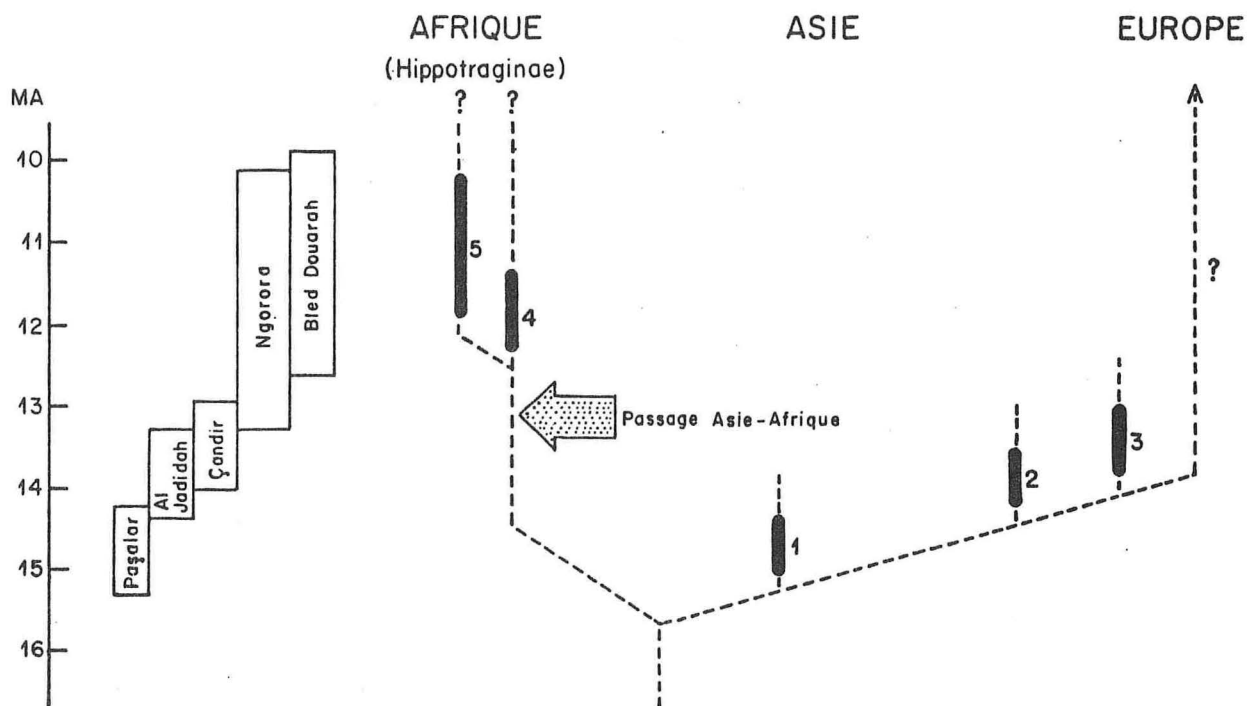 AFRIQUE
(Hippotraginae)
ASIE
EUROPE
MA
10
11
12
13
14
15
16
Paşalar
Al
Jadidah
Çandir
Ngorora
Bled Douarah
?
?
5
4
Passage Asie-Afrique
1
2
3
?